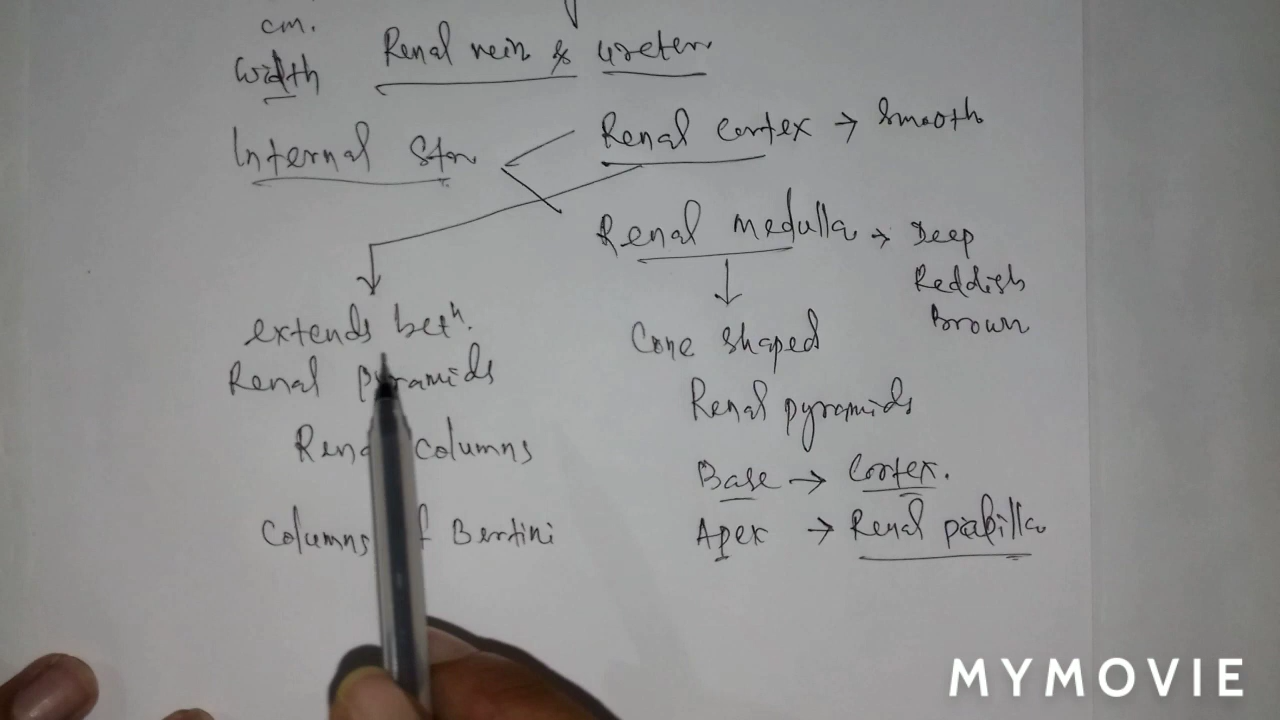 cm.
Width Renal vein & Ureter
Internal Str
Renal cortex → Smooth
Renal medulla → Deep
Reddish
Brown
extends betn.
Renal pyramids
Renal columns
Columns of Bertini
Cone shaped
Renal pyramids
Base → Cortex.
Apex → Renal papilla
MYMOVIE